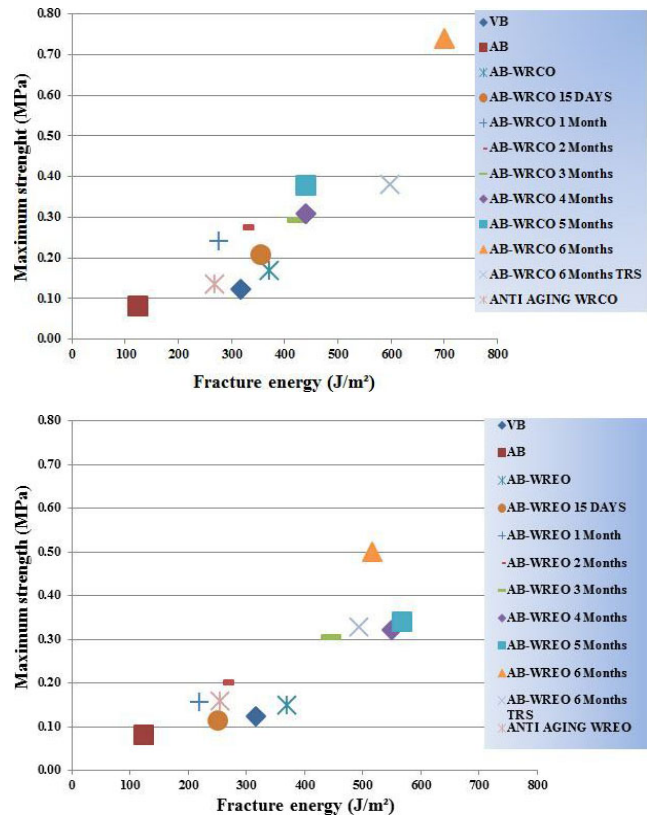 Maximum strenght (MPa)
0.80
0.70
0.60
0.50
0.40
0.30
0.20
0.10
0.00
0
100
200
300
400
500
600
700
800
Fracture energy (J/m²)
VB
AB
AB-WRCO
AB-WRCO 15 DAYS
AB-WRCO 1 Month
AB-WRCO 2 Months
AB-WRCO 3 Months
AB-WRCO 4 Months
AB-WRCO 5 Months
AB-WRCO 6 Months
AB-WRCO 6 Months TRS
ANTI AGING WRCO
Maximum strength (MPa)
0.80
0.70
0.60
0.50
0.40
0.30
0.20
0.10
0.00
0
100
200
300
400
500
600
700
800
Fracture energy (J/m²)
VB
AB
AB-WREO
AB-WREO 15 DAYS
AB-WREO 1 Month
AB-WREO 2 Months
AB-WREO 3 Months
AB-WREO 4 Months
AB-WREO 5 Months
AB-WREO 6 Months
AB-WREO 6 Months
TRS
ANTI AGING WREO